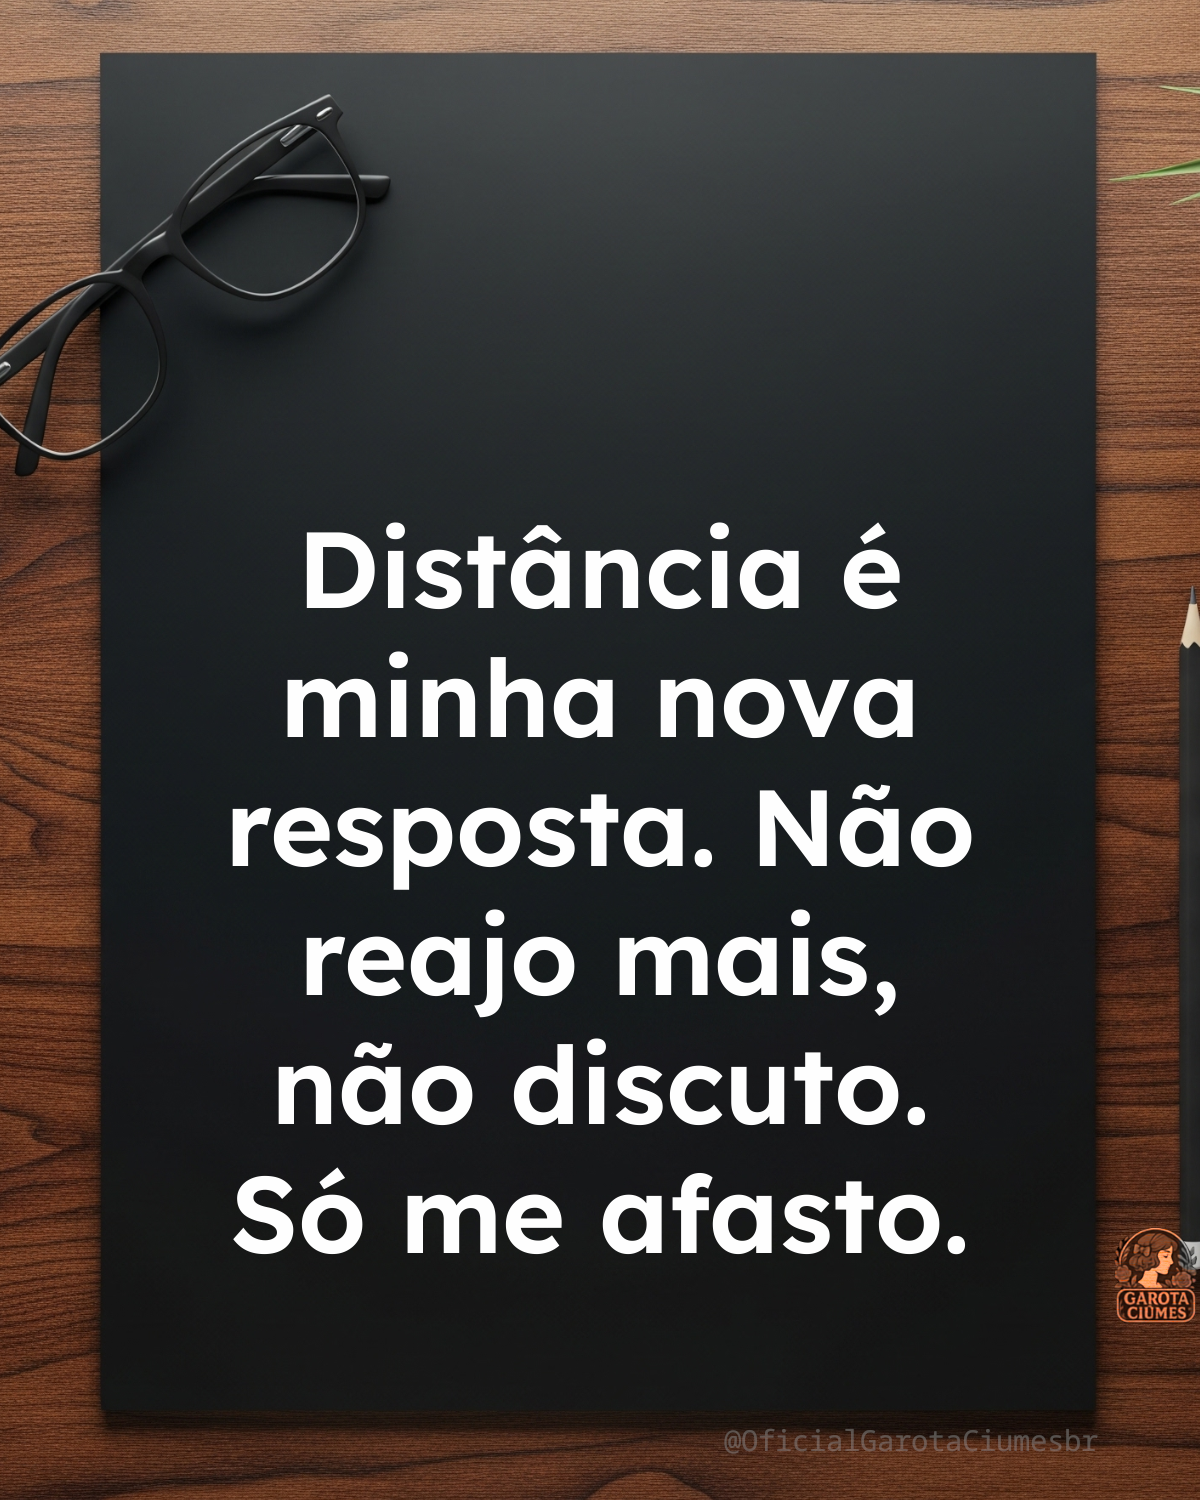 Distância é
minha nova
resposta. Não
reajo mais,
não discuto.
Só me afasto.
GAROTA
CIÚMES
@OficialGarotaCiumesbr